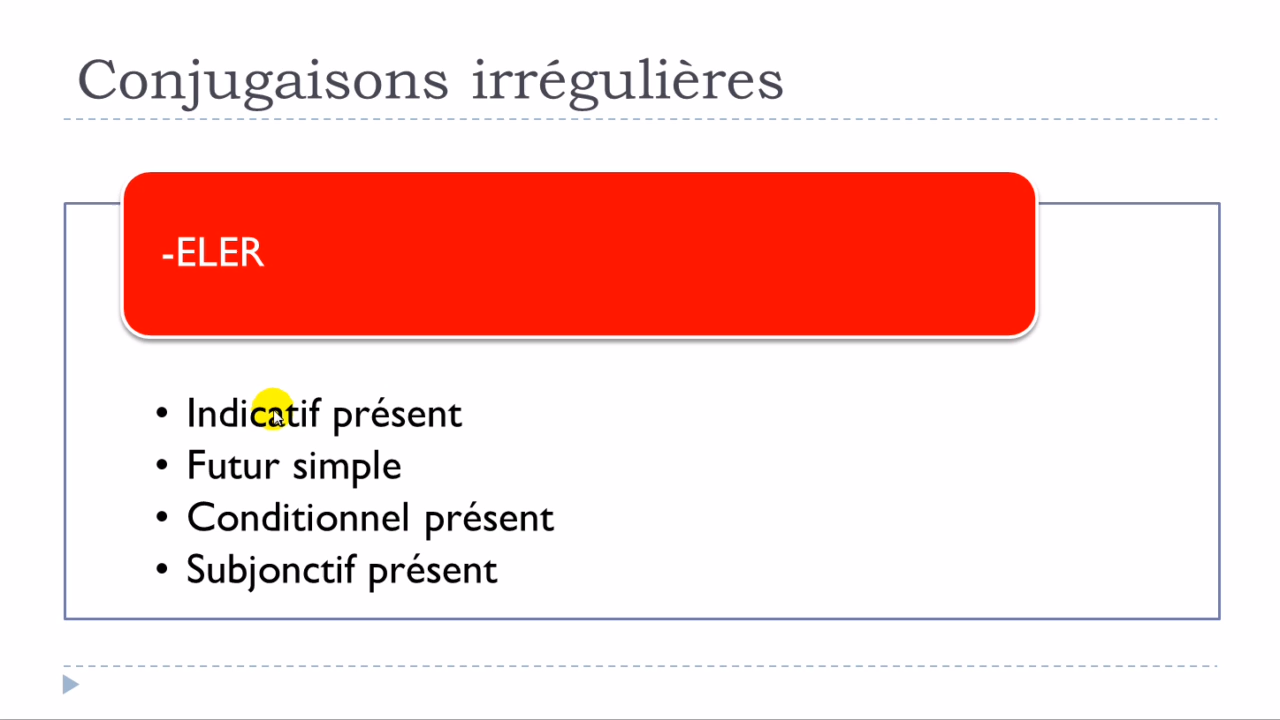 Conjugaisons irrégulières
-ELER
• Indicatif présent
• Futur simple
• Conditionnel présent
• Subjonctif présent